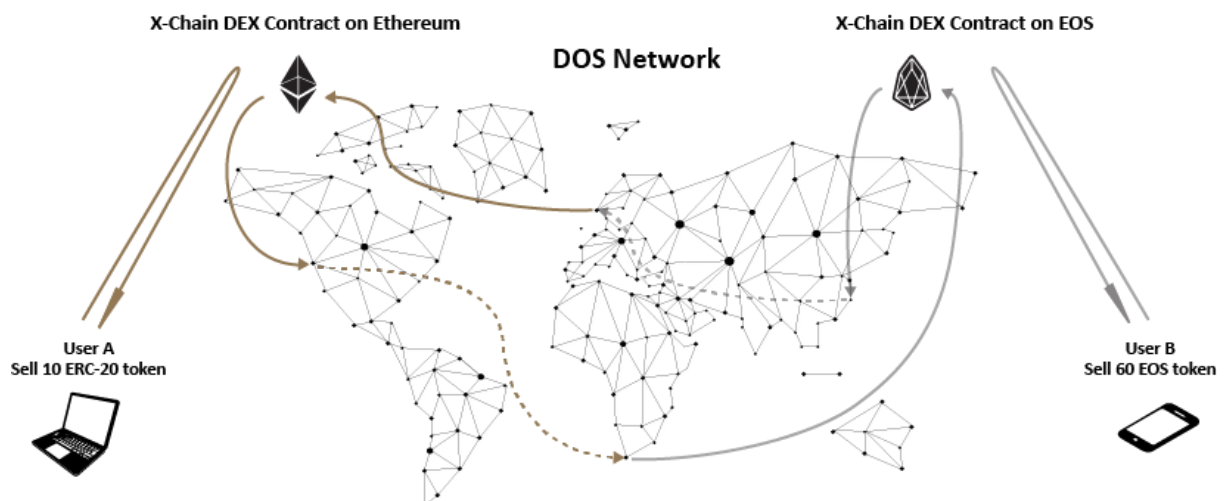 X-Chain DEX Contract on Ethereum
X-Chain DEX Contract on EOS
DOS Network
User A
Sell 10 ERC-20 token
User B
Sell 60 EOS token